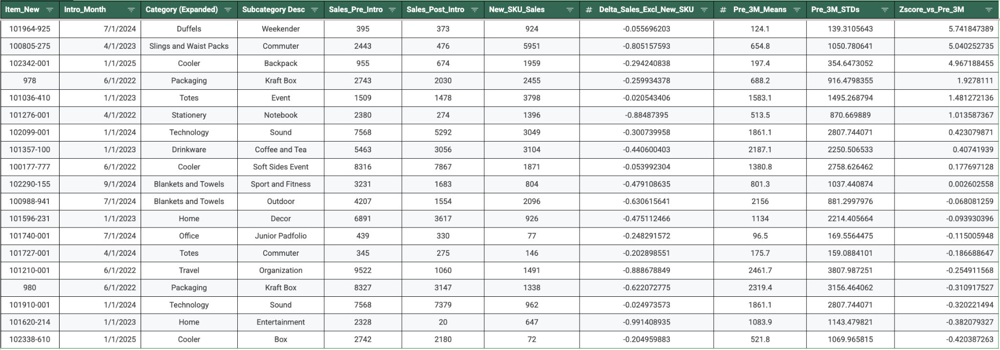 Item_New Intro_Month Category (Expanded) Subcategory Desc Sales_Pre_Intro Sales_Post_Intro New_SKU_Sales # Delta_Sales_Excl_New_SKU # Pre_3M_Means Pre_3M_STDs Zscore_vs_Pre_3M
101964-925 7/1/2024 Duffels Weekender 395 373 924 -0.055696203 124.1 139.3105643 5.741847389
100805-275 4/1/2023 Slings and Waist Packs Commuter 2443 476 5951 -0.805157593 654.8 1050.780641 5.040252735
102342-001 1/1/2025 Cooler Backpack 955 674 1959 -0.294240838 197.4 354.6473052 4.967188455
978 6/1/2022 Packaging Kraft Box 2743 2030 2455 -0.259934378 688.2 916.4798355 1.9278111
101036-410 1/1/2023 Totes Event 1509 1478 3798 -0.020543406 1583.1 1495.268794 1.481272136
101276-001 4/1/2022 Stationery Notebook 2380 274 1396 -0.88487395 513.5 870.669889 1.013587367
102099-001 1/1/2024 Technology Sound 7568 5292 3049 -0.300739958 1861.1 2807.744071 0.423079871
101357-100 1/1/2023 Drinkware Coffee and Tea 5463 3056 3104 -0.440600403 2187.1 2250.506533 0.40741939
100177-777 6/1/2022 Cooler Soft Sides Event 8316 7867 1871 -0.053992304 1380.8 2758.626462 0.177697128
102290-155 9/1/2024 Blankets and Towels Sport and Fitness 3231 1683 804 -0.479108635 801.3 1037.440874 0.002602558
100988-941 7/1/2024 Blankets and Towels Outdoor 4207 1554 2096 -0.630615641 2156 881.2997976 -0.068081259
101596-231 1/1/2023 Home Decor 6891 3617 926 -0.475112466 1134 2214.405664 -0.093930396
101740-001 7/1/2024 Office Junior Padfolio 439 330 77 -0.248291572 96.5 169.5564475 -0.115005948
101727-001 4/1/2024 Totes Commuter 345 275 146 -0.202898551 175.7 159.0884101 -0.186688647
101210-001 6/1/2022 Travel Organization 9522 1060 1491 -0.888678849 2461.7 3807.987251 -0.254911568
980 6/1/2022 Packaging Kraft Box 8327 3147 1338 -0.622072775 2319.4 3156.464062 -0.310917527
101910-001 1/1/2024 Technology Sound 7568 7379 962 -0.024973573 1861.1 2807.744071 -0.320221494
101620-214 1/1/2023 Home Entertainment 2328 20 647 -0.991408935 1083.9 1143.479821 -0.382079327
102338-610 1/1/2025 Cooler Box 2742 2180 72 -0.204959883 521.8 1069.965815 -0.420387263